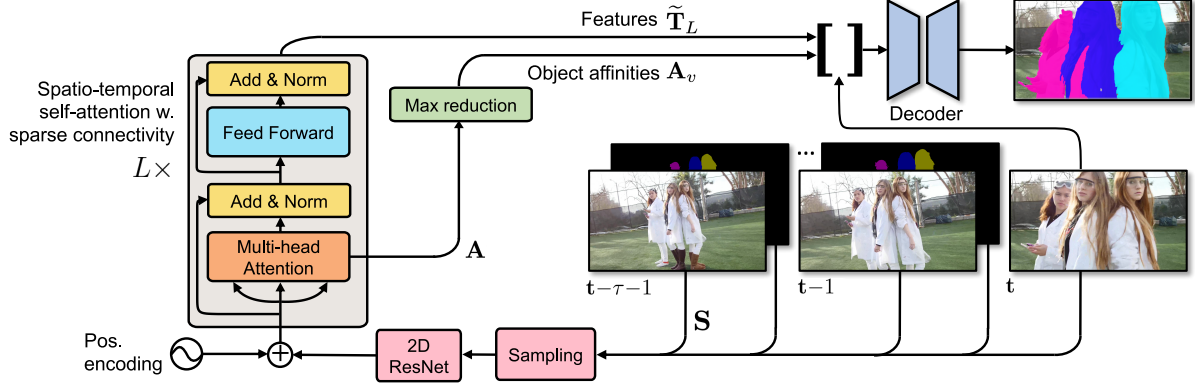 Features T̃_L
Object affinities A_v
Add & Norm
Spatio-temporal
self-attention w.
sparse connectivity
L×
Feed Forward
Max reduction
Decoder
...
Add & Norm
Multi-head
Attention
A
t−τ−1
t−1
t
S
Pos.
encoding
+
2D
ResNet
Sampling